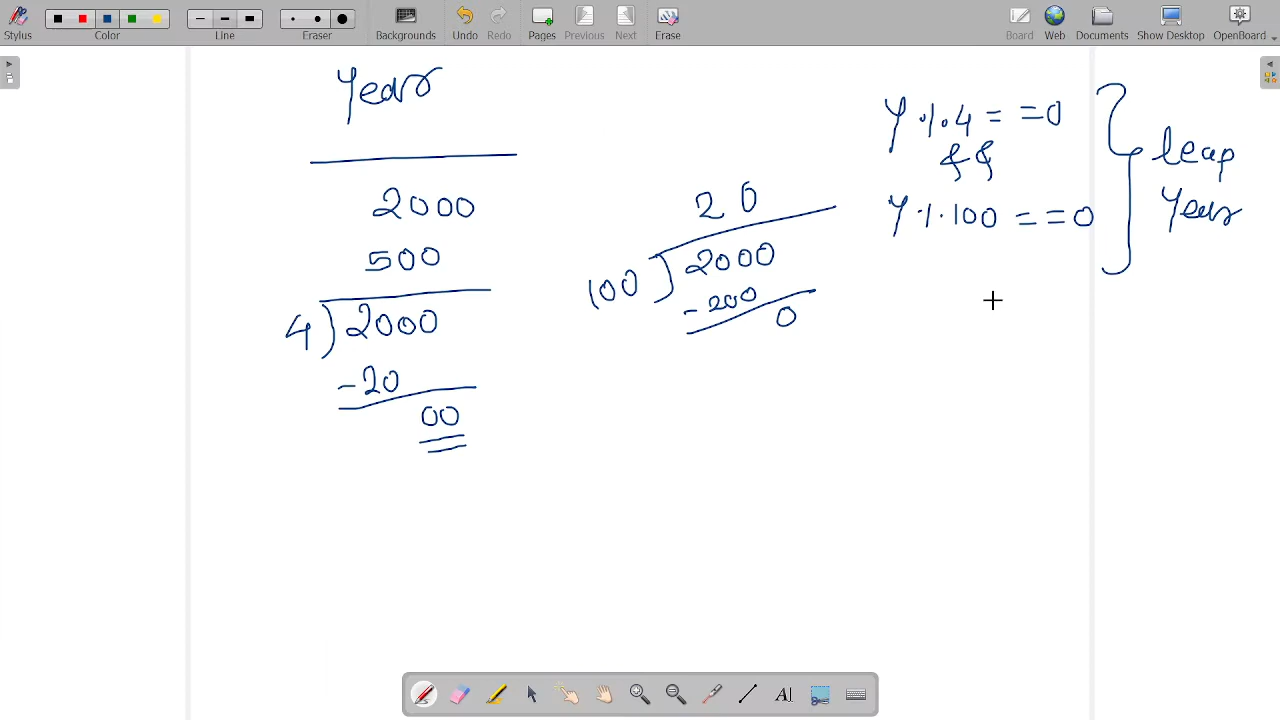 Stylus
Color
Line
Eraser
Backgrounds
Undo
Redo
Pages
Previous
Next
Erase
Board
Web
Documents
Show Desktop
OpenBoard
Year
2000
500
4 ) 2000
-20
00
20
100 ) 2000
-200
0
Y % 4 = = 0
&&
Y % 100 = = 0
leap
Year